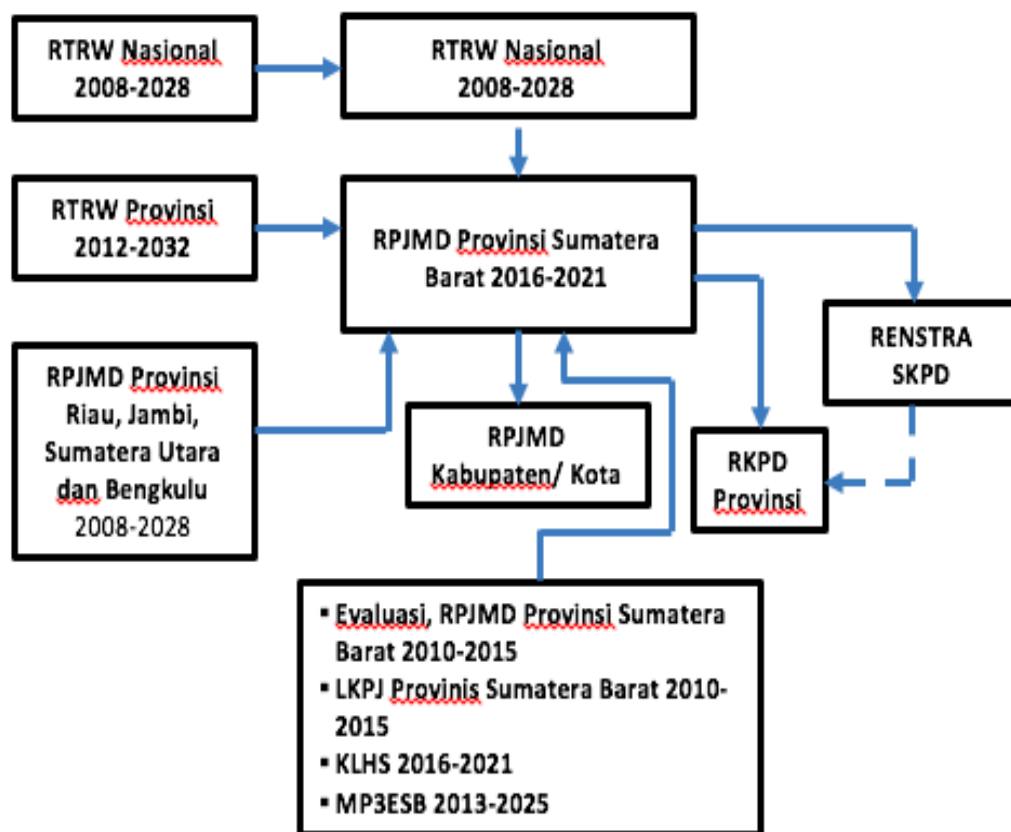 RTRW Nasional
2008-2028
RTRW Nasional
2008-2028
RTRW Provinsi
2012-2032
RPJMD Provinsi Sumatera
Barat 2016-2021
RENSTRA
SKPD
RPJMD Provinsi
Riau, Jambi,
Sumatera Utara
dan Bengkulu
2008-2028
RPJMD
Kabupaten/ Kota
RKPD
Provinsi
▪ Evaluasi, RPJMD Provinsi Sumatera
Barat 2010-2015
▪ LKPJ Provinis Sumatera Barat 2010-
2015
▪ KLHS 2016-2021
▪ MP3ESB 2013-2025